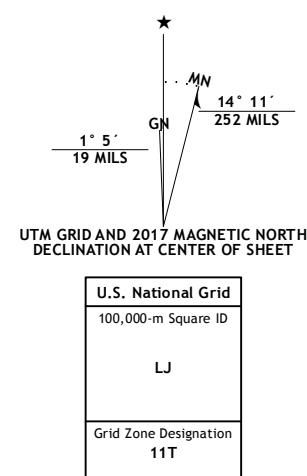 MN
GN
14° 11´
252 MILS
1° 5´
19 MILS
UTM GRID AND 2017 MAGNETIC NORTH
DECLINATION AT CENTER OF SHEET
U.S. National Grid
100,000-m Square ID
LJ
Grid Zone Designation
11T